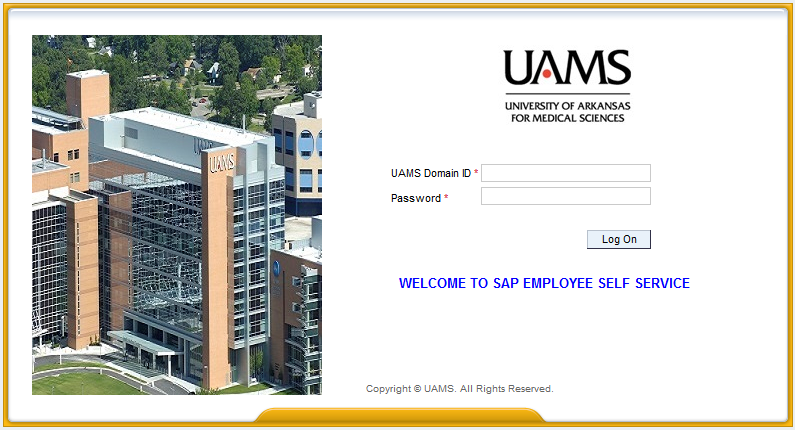 UAMS
UAMS
UNIVERSITY OF ARKANSAS
FOR MEDICAL SCIENCES
UAMS Domain ID *
Password *
Log On
WELCOME TO SAP EMPLOYEE SELF SERVICE
Copyright © UAMS. All Rights Reserved.